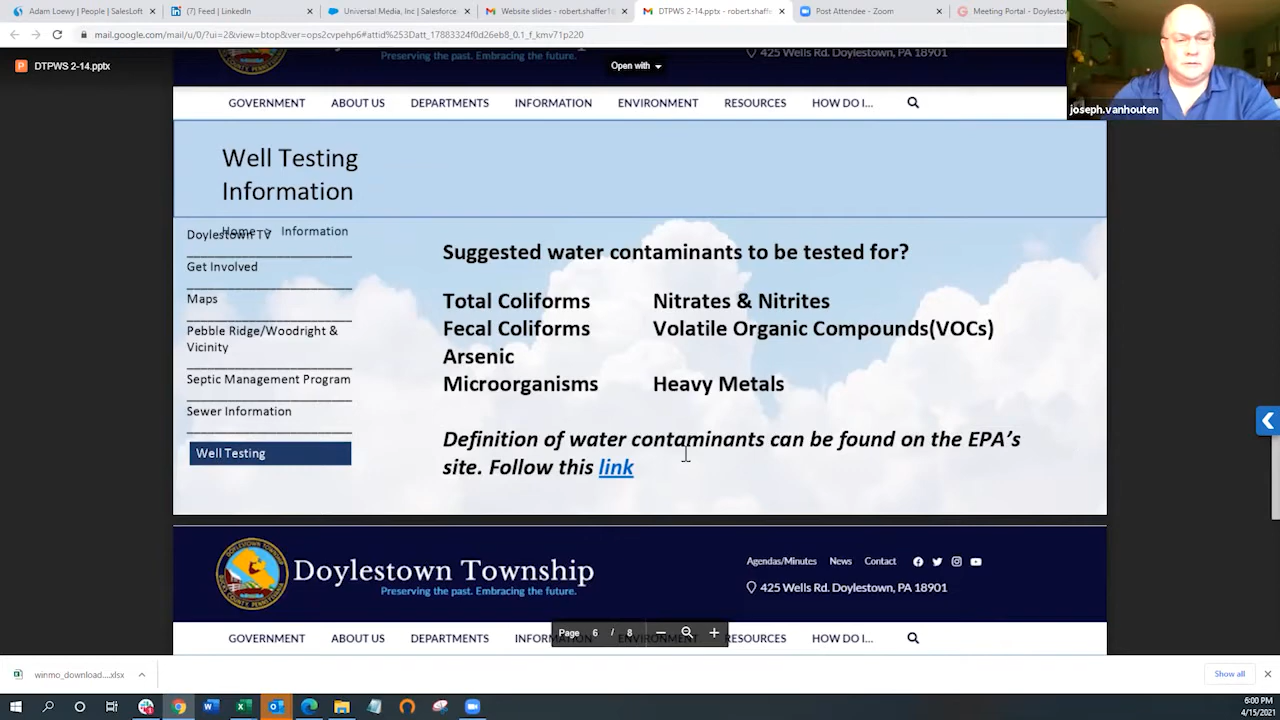 Adam Loewy | People | SalesLoft
(7) Feed | LinkedIn
Universal Media, Inc | Salesforce
Website slides - robert.shaffer1
DTPWS 2-14.pptx - robert.shaffe
Post Attendee - Zoom
Meeting Portal - Doylestow
mail.google.com/mail/u/0/?ui=2&view=btop&ver=ops2cvpehp6#attid%253Datt_17883324f0d26eb8_0.1_f_kmv71p220
DTPWS 2-14.pptx
Preserving the past. Embracing the future.
Open with
425 Wells Rd. Doylestown, PA 18901
joseph.vanhouten
GOVERNMENT ABOUT US DEPARTMENTS INFORMATION ENVIRONMENT RESOURCES HOW DO I...
Well Testing
Information
Home > Information
Doylestown TV
Get Involved
Maps
Pebble Ridge/Woodright &
Vicinity
Septic Management Program
Sewer Information
Well Testing
Suggested water contaminants to be tested for?
Total Coliforms Nitrates & Nitrites
Fecal Coliforms Volatile Organic Compounds(VOCs)
Arsenic
Microorganisms Heavy Metals
Definition of water contaminants can be found on the EPA's
site. Follow this link
Doylestown Township
Preserving the past. Embracing the future.
Agendas/Minutes News Contact
425 Wells Rd. Doylestown, PA 18901
Page 6 /
GOVERNMENT ABOUT US DEPARTMENTS ENVIRONMENT RESOURCES HOW DO I...
winmo_download....xlsx
Show all
6:00 PM
4/15/2021